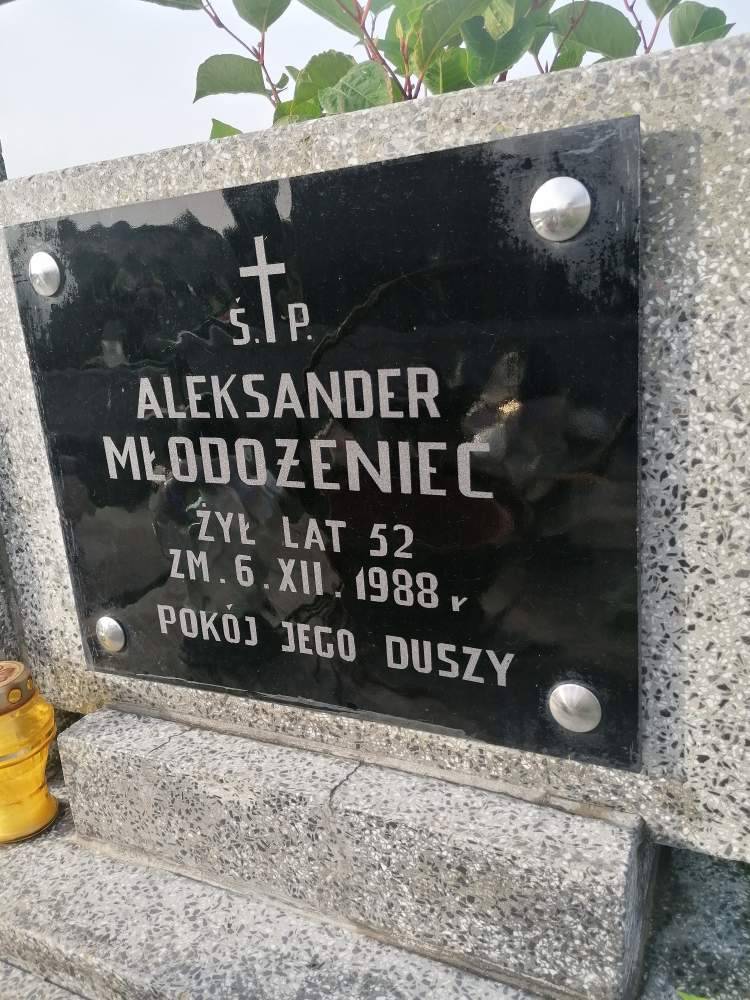 Ś. P.
ALEKSANDER
MŁODOŻENIEC
ŻYŁ LAT 52
ZM. 6. XII. 1988 r
POKÓJ JEGO DUSZY